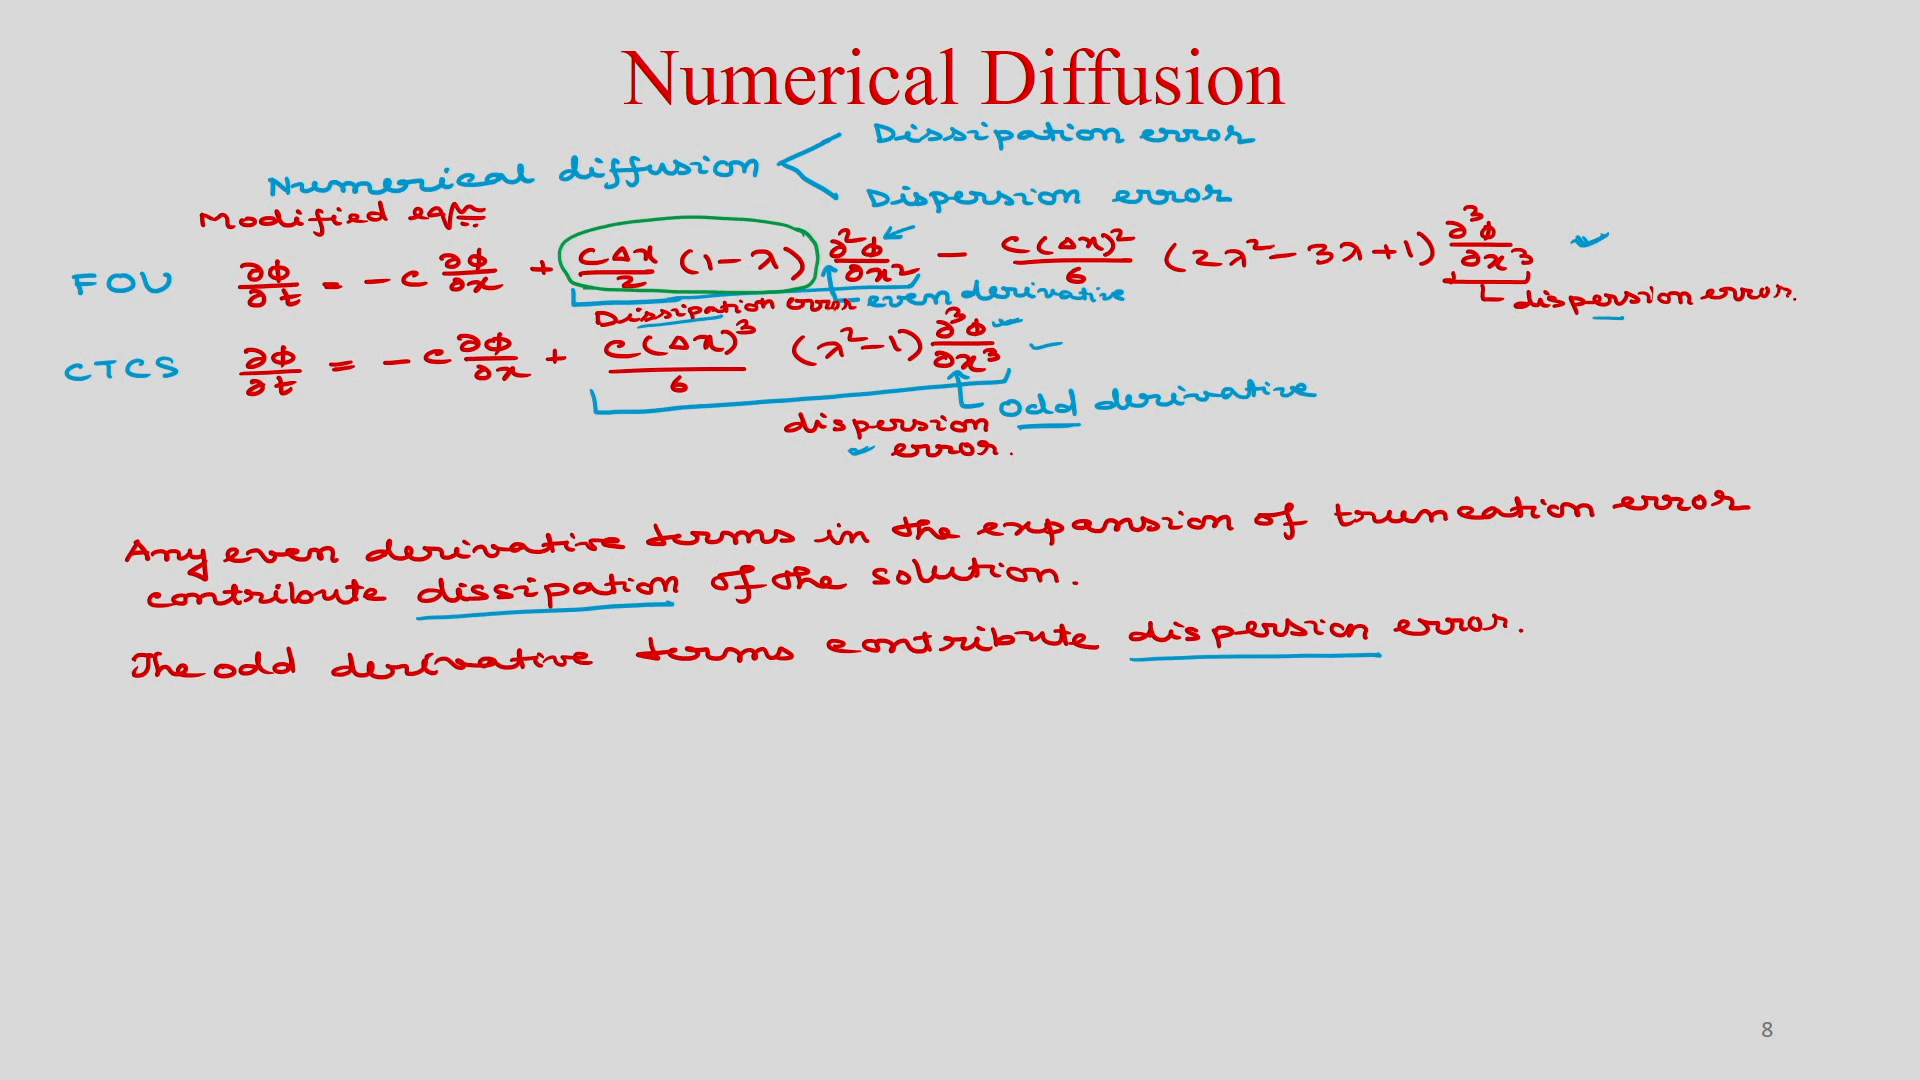 Numerical Diffusion
Numerical diffusion < Dissipation error
Dispersion error
Modified eqn.
FOU ∂φ/∂t = -c ∂φ/∂x + cΔx/2 (1-λ) ∂²φ/∂x² - c(Δx)²/6 (2λ²-3λ+1) ∂³φ/∂x³
Dissipation error even derivative dispersion error.
CTCS ∂φ/∂t = -c ∂φ/∂x + c(Δx)³/6 (λ²-1) ∂³φ/∂x³
odd derivative
dispersion
error.
Any even derivative terms in the expansion of truncation error
contribute dissipation of the solution.
The odd derivative terms contribute dispersion error.
8